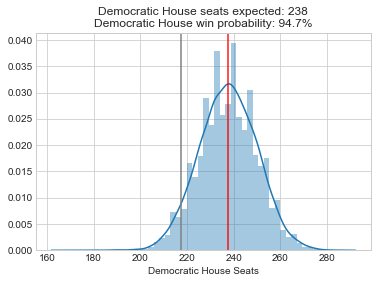 Democratic House seats expected: 238
Democratic House win probability: 94.7%
0.040
0.035
0.030
0.025
0.020
0.015
0.010
0.005
0.000
160 180 200 220 240 260 280
Democratic House Seats